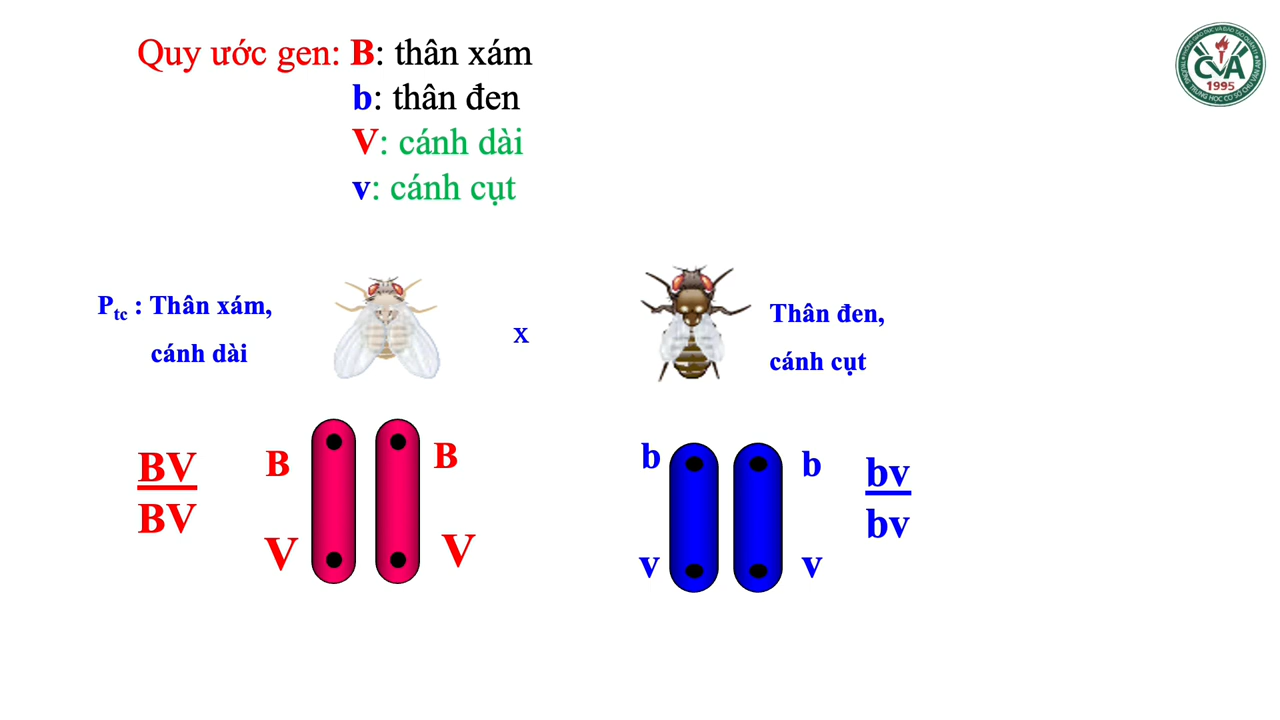 Quy ước gen: B: thân xám
b: thân đen
V: cánh dài
v: cánh cụt
CVA
1995
Ptc : Thân xám,
cánh dài
x
Thân đen,
cánh cụt
BV
BV
B
B
V
V
b
b
v
v
bv
bv